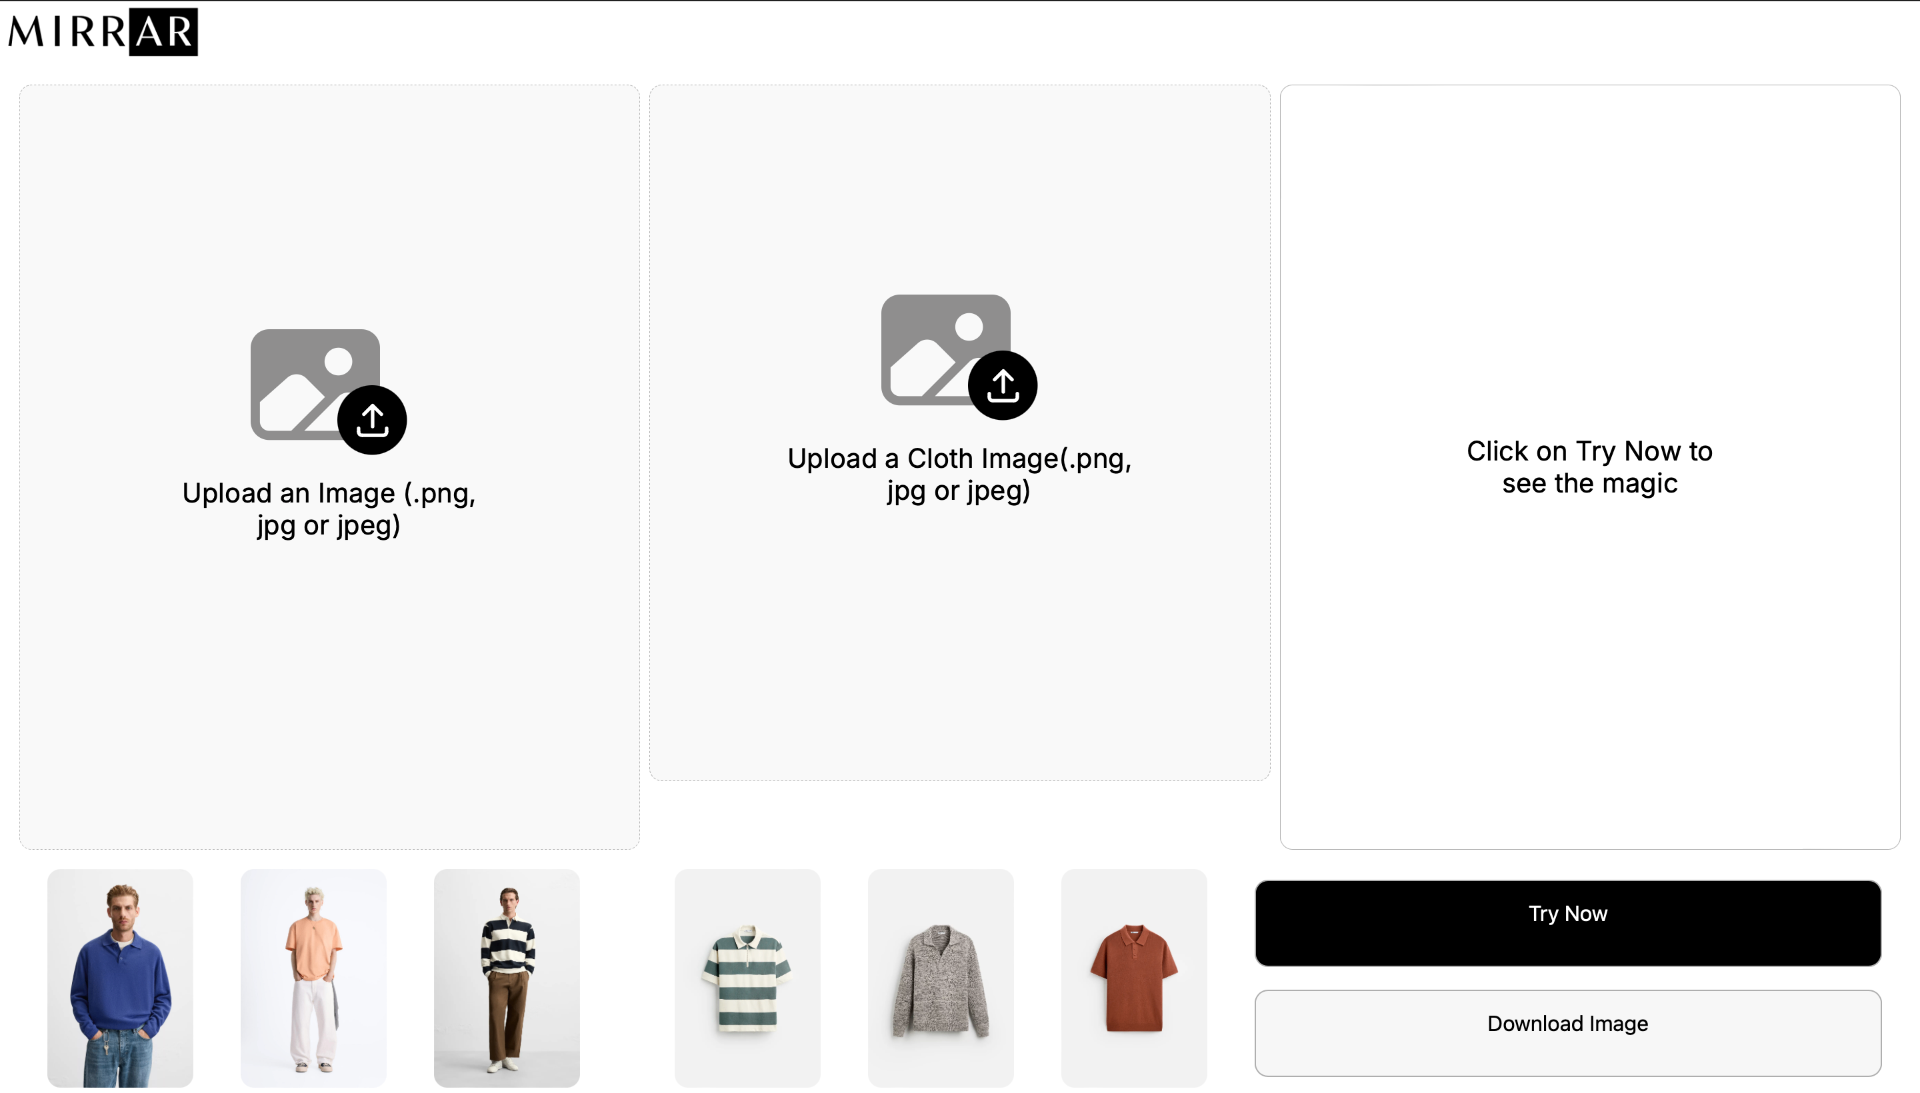 MIRRAR
Upload an Image (.png,
jpg or jpeg)
Upload a Cloth Image(.png,
jpg or jpeg)
Click on Try Now to
see the magic
Try Now
Download Image